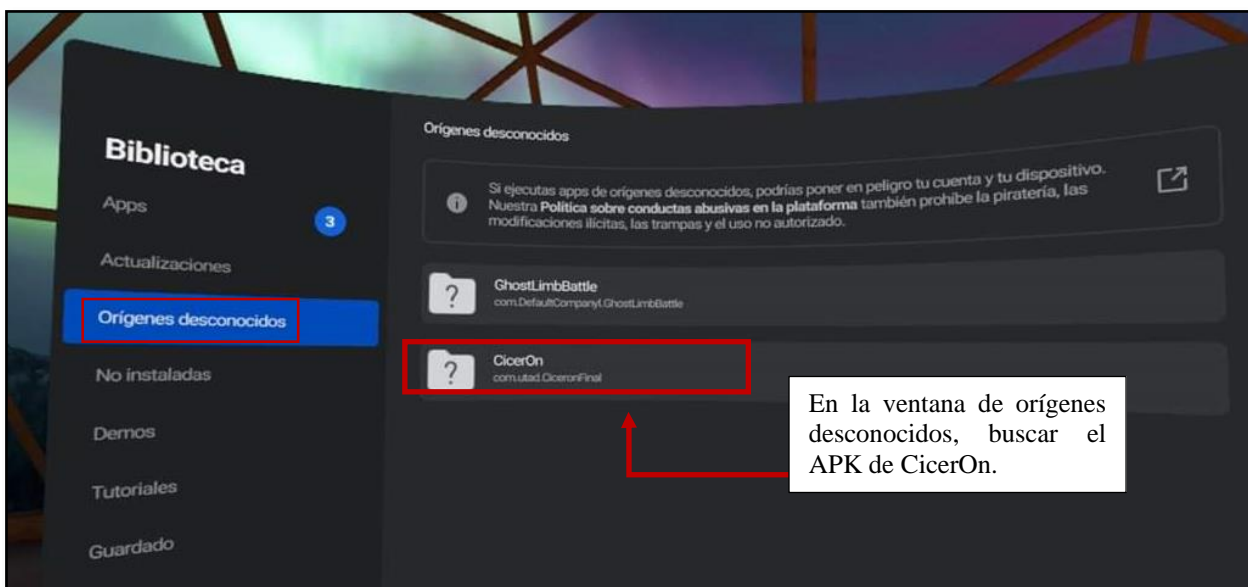 Biblioteca
Apps
3
Actualizaciones
Orígenes desconocidos
No instaladas
Demos
Tutoriales
Guardado
Orígenes desconocidos
Si ejecutas apps de orígenes desconocidos, podrías poner en peligro tu cuenta y tu dispositivo.
Nuestra Política sobre conductas abusivas en la plataforma también prohíbe la piratería, las
modificaciones ilícitas, las trampas y el uso no autorizado.
GhostLimbBattle
com.DefaultCompanyI.GhostLimbBattle
CicerOn
com.utad.CiceronFinal
En la ventana de orígenes
desconocidos, buscar el
APK de CicerOn.